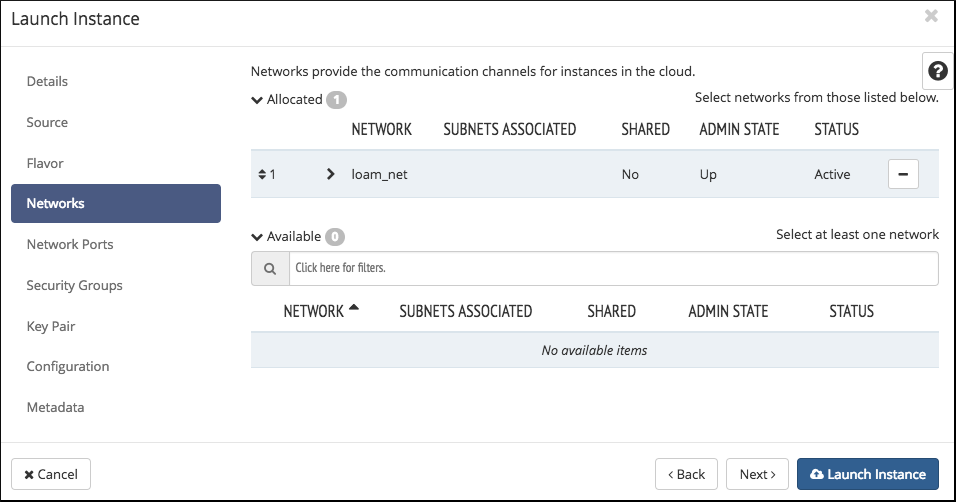 Launch Instance ×
Details
Source
Flavor
Networks
Network Ports
Security Groups
Key Pair
Configuration
Metadata
Networks provide the communication channels for instances in the cloud.
?
Allocated 1
Select networks from those listed below.
NETWORK SUBNETS ASSOCIATED SHARED ADMIN STATE STATUS
1 loam_net No Up Active
Available 0
Select at least one network
Click here for filters.
NETWORK SUBNETS ASSOCIATED SHARED ADMIN STATE STATUS
No available items
Cancel
Back
Next
Launch Instance